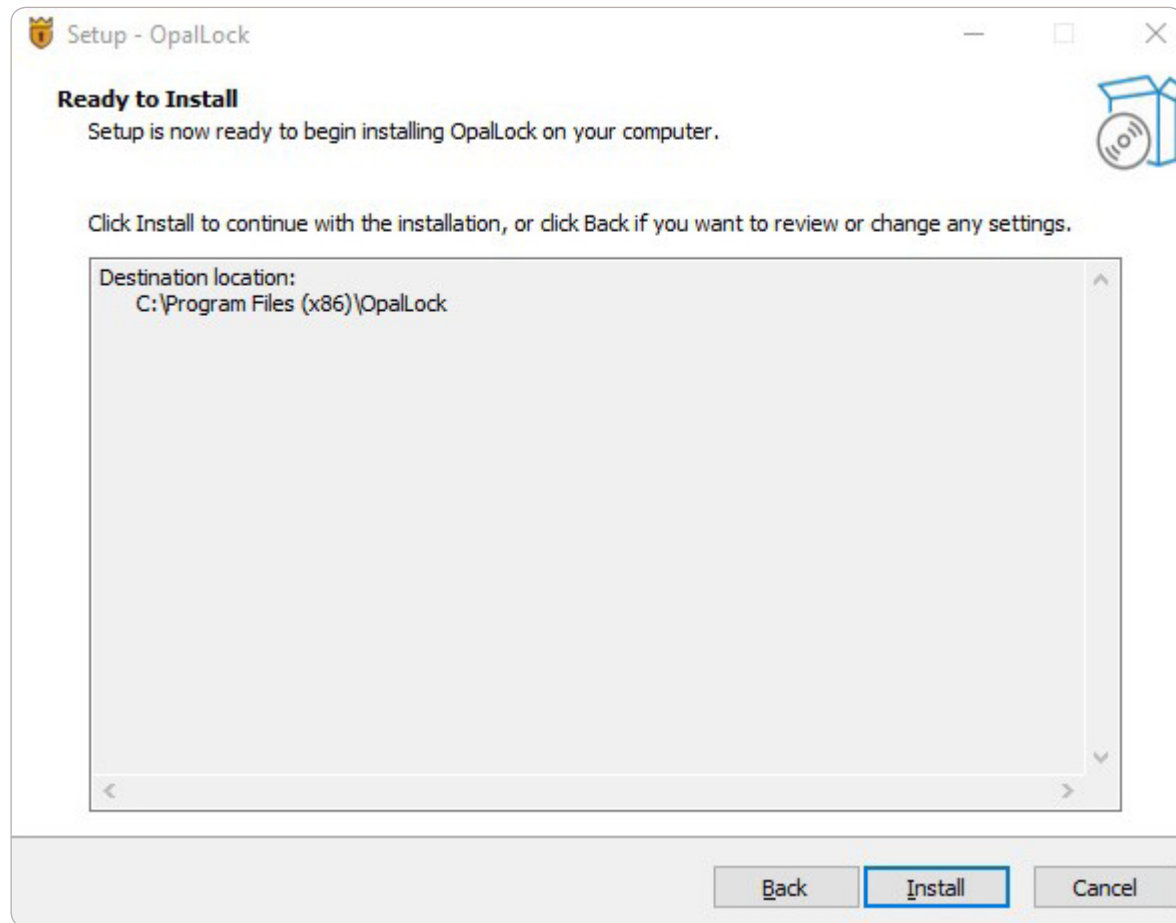 Setup - OpalLock
Ready to Install
Setup is now ready to begin installing OpalLock on your computer.
Click Install to continue with the installation, or click Back if you want to review or change any settings.
Destination location:
C:\Program Files (x86)\OpalLock
Back
Install
Cancel